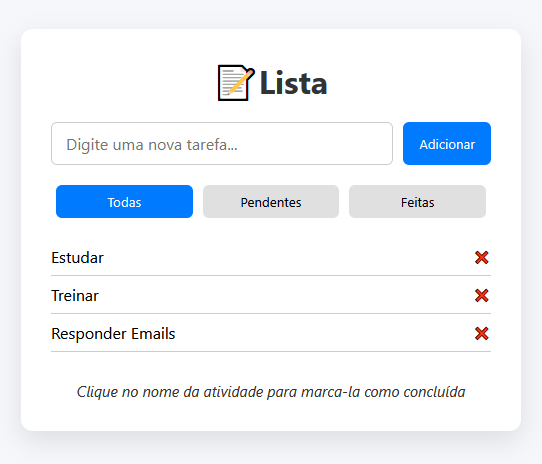 Lista
Digite uma nova tarefa...
Adicionar
Todas
Pendentes
Feitas
Estudar
Treinar
Responder Emails
Clique no nome da atividade para marca-la como concluída